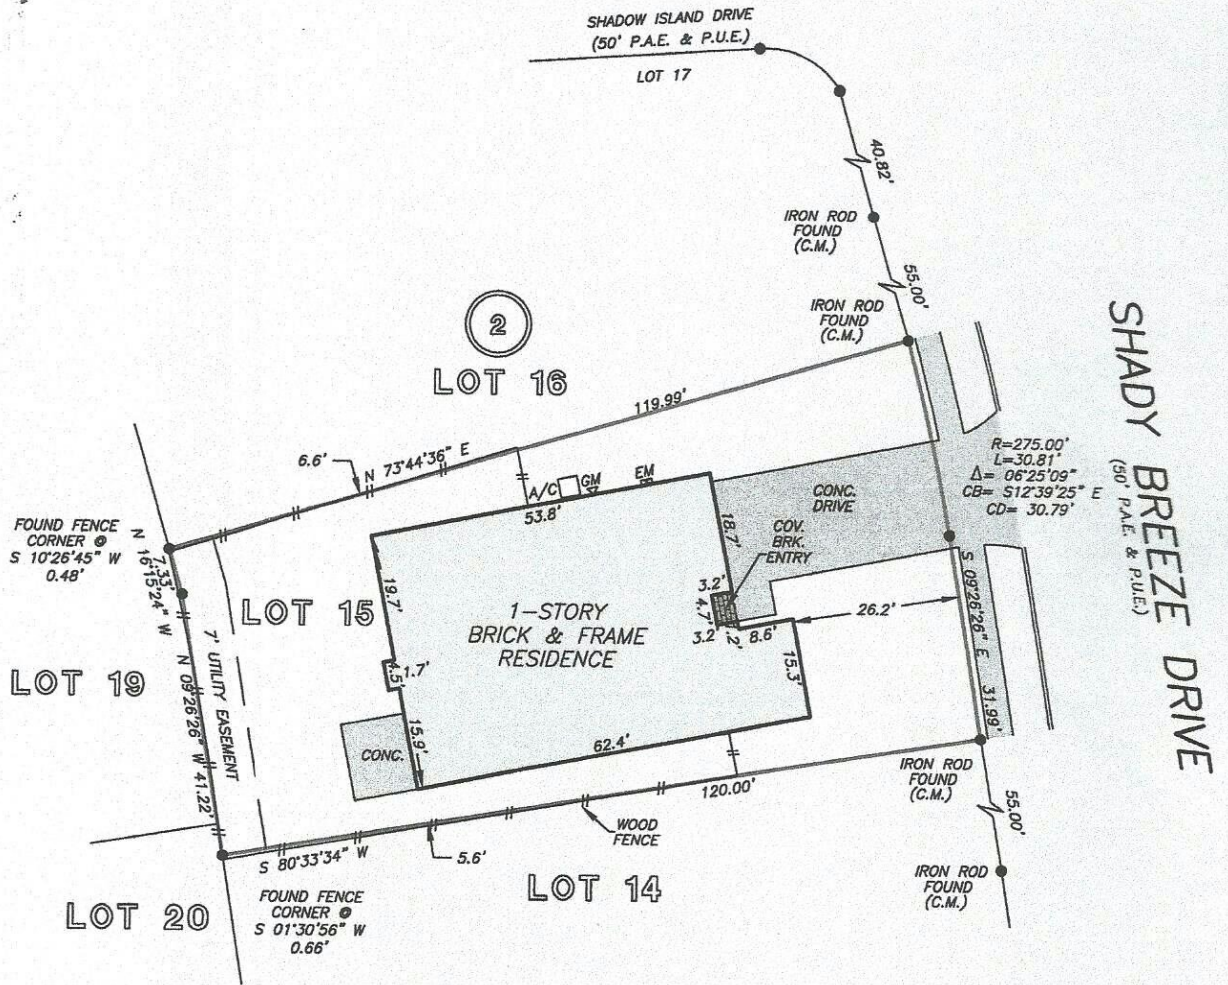 SHADOW ISLAND DRIVE
(50' P.A.E. & P.U.E.)
LOT 17
40.82'
IRON ROD
FOUND
(C.M.)
55.00'
IRON ROD
FOUND
(C.M.)
2
LOT 16
119.99'
N 73°44'36" E
6.6'
A/C
GM
EM
53.8'
SHADY BREEZE DRIVE
(50' P.A.E. & P.U.E.)
R=275.00'
L=30.81'
Δ= 06°25'09"
CB= S12°39'25" E
CD= 30.79'
CONC.
DRIVE
COV.
BRK.
ENTRY
18.7'
3.2'
4.7'
3.2'
.2'
8.6'
26.2'
15.3'
S 09°26'26" E 31.99'
FOUND FENCE
CORNER @
S 10°26'45" W
0.48'
N 16°15'24" W
7.33'
LOT 15
19.7'
1-STORY
BRICK & FRAME
RESIDENCE
4.5'
1.7'
15.9'
CONC.
62.4'
LOT 19
N 09°26'26" W 41.22'
7' UTILITY EASEMENT
120.00'
WOOD
FENCE
S 80°33'34" W
5.6'
IRON ROD
FOUND
(C.M.)
55.00'
IRON ROD
FOUND
(C.M.)
LOT 14
LOT 20
FOUND FENCE
CORNER @
S 01°30'56" W
0.66'